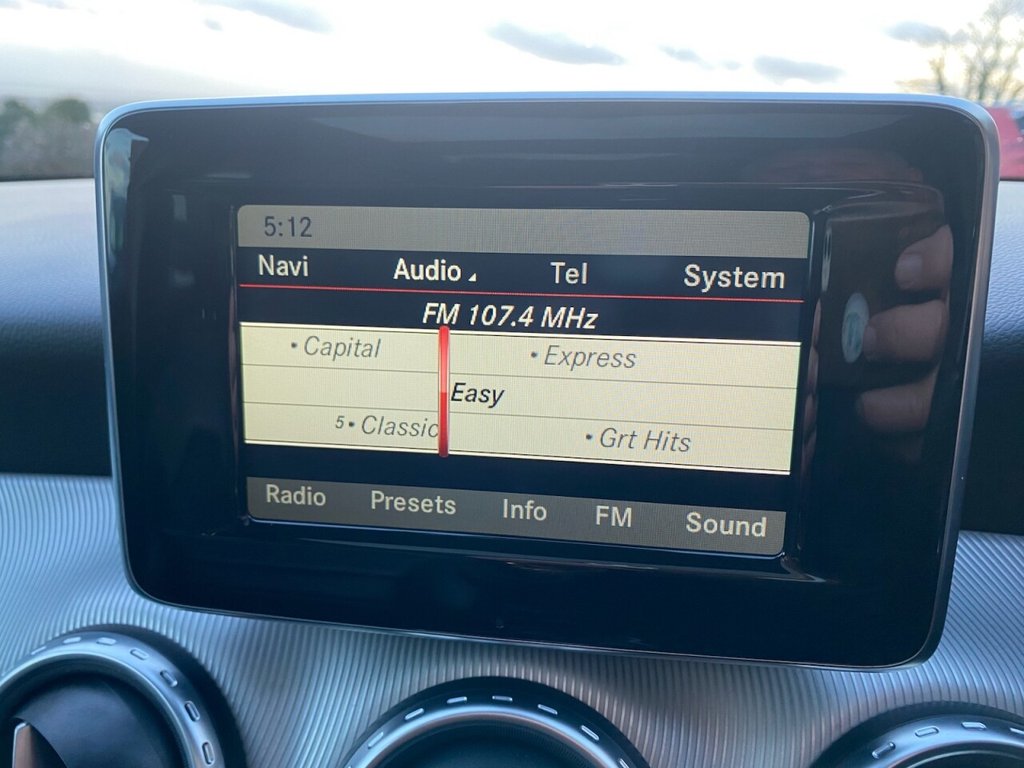 5:12
Navi Audio Tel System
FM 107.4 MHz
• Capital • Express
Easy
5• Classic • Grt Hits
Radio Presets Info FM Sound